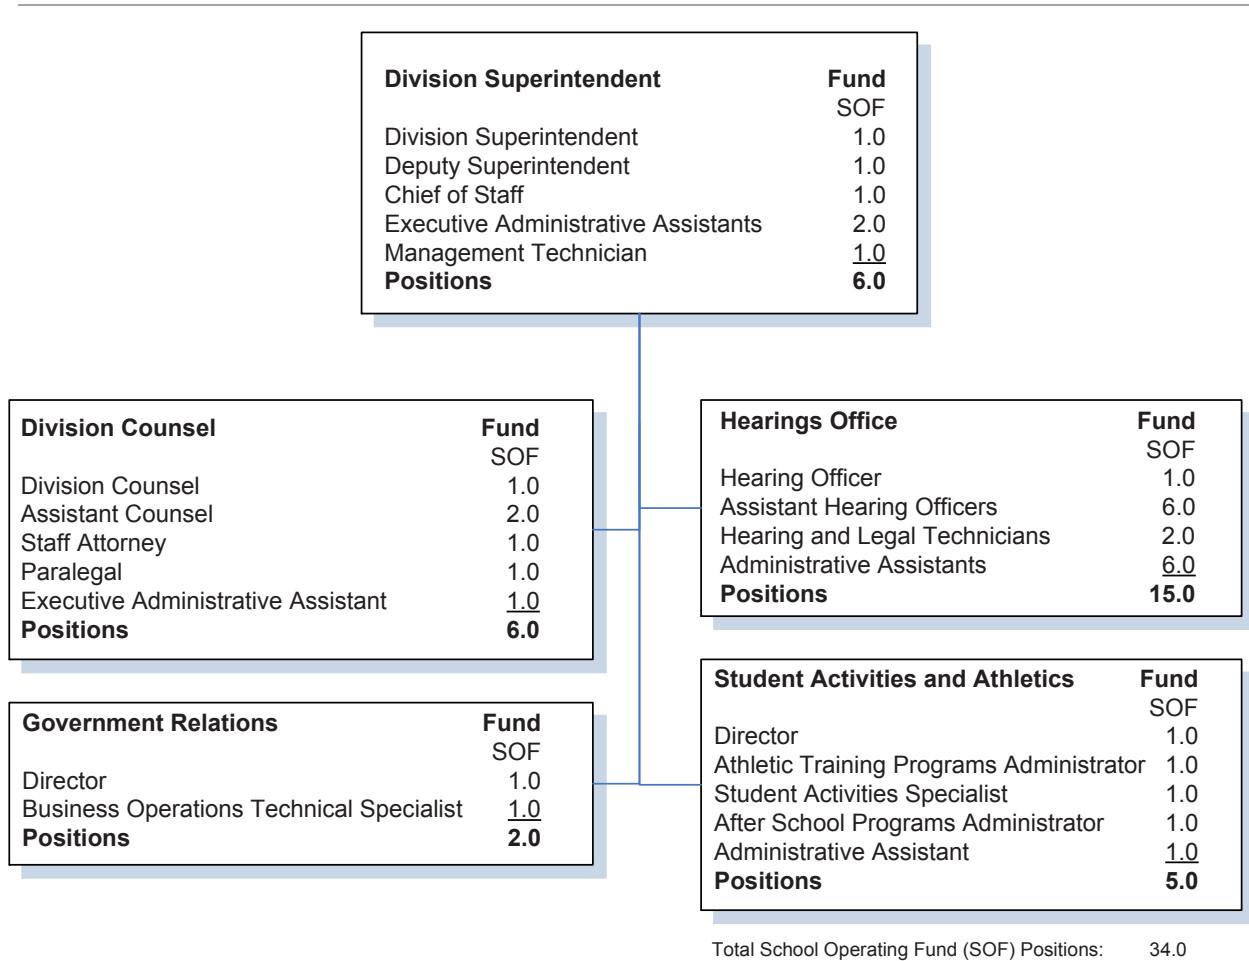 Division Superintendent Fund
SOF
Division Superintendent 1.0
Deputy Superintendent 1.0
Chief of Staff 1.0
Executive Administrative Assistants 2.0
Management Technician 1.0
Positions 6.0
Division Counsel Fund
SOF
Division Counsel 1.0
Assistant Counsel 2.0
Staff Attorney 1.0
Paralegal 1.0
Executive Administrative Assistant 1.0
Positions 6.0
Hearings Office Fund
SOF
Hearing Officer 1.0
Assistant Hearing Officers 6.0
Hearing and Legal Technicians 2.0
Administrative Assistants 6.0
Positions 15.0
Government Relations Fund
SOF
Director 1.0
Business Operations Technical Specialist 1.0
Positions 2.0
Student Activities and Athletics Fund
SOF
Director 1.0
Athletic Training Programs Administrator 1.0
Student Activities Specialist 1.0
After School Programs Administrator 1.0
Administrative Assistant 1.0
Positions 5.0
Total School Operating Fund (SOF) Positions: 34.0